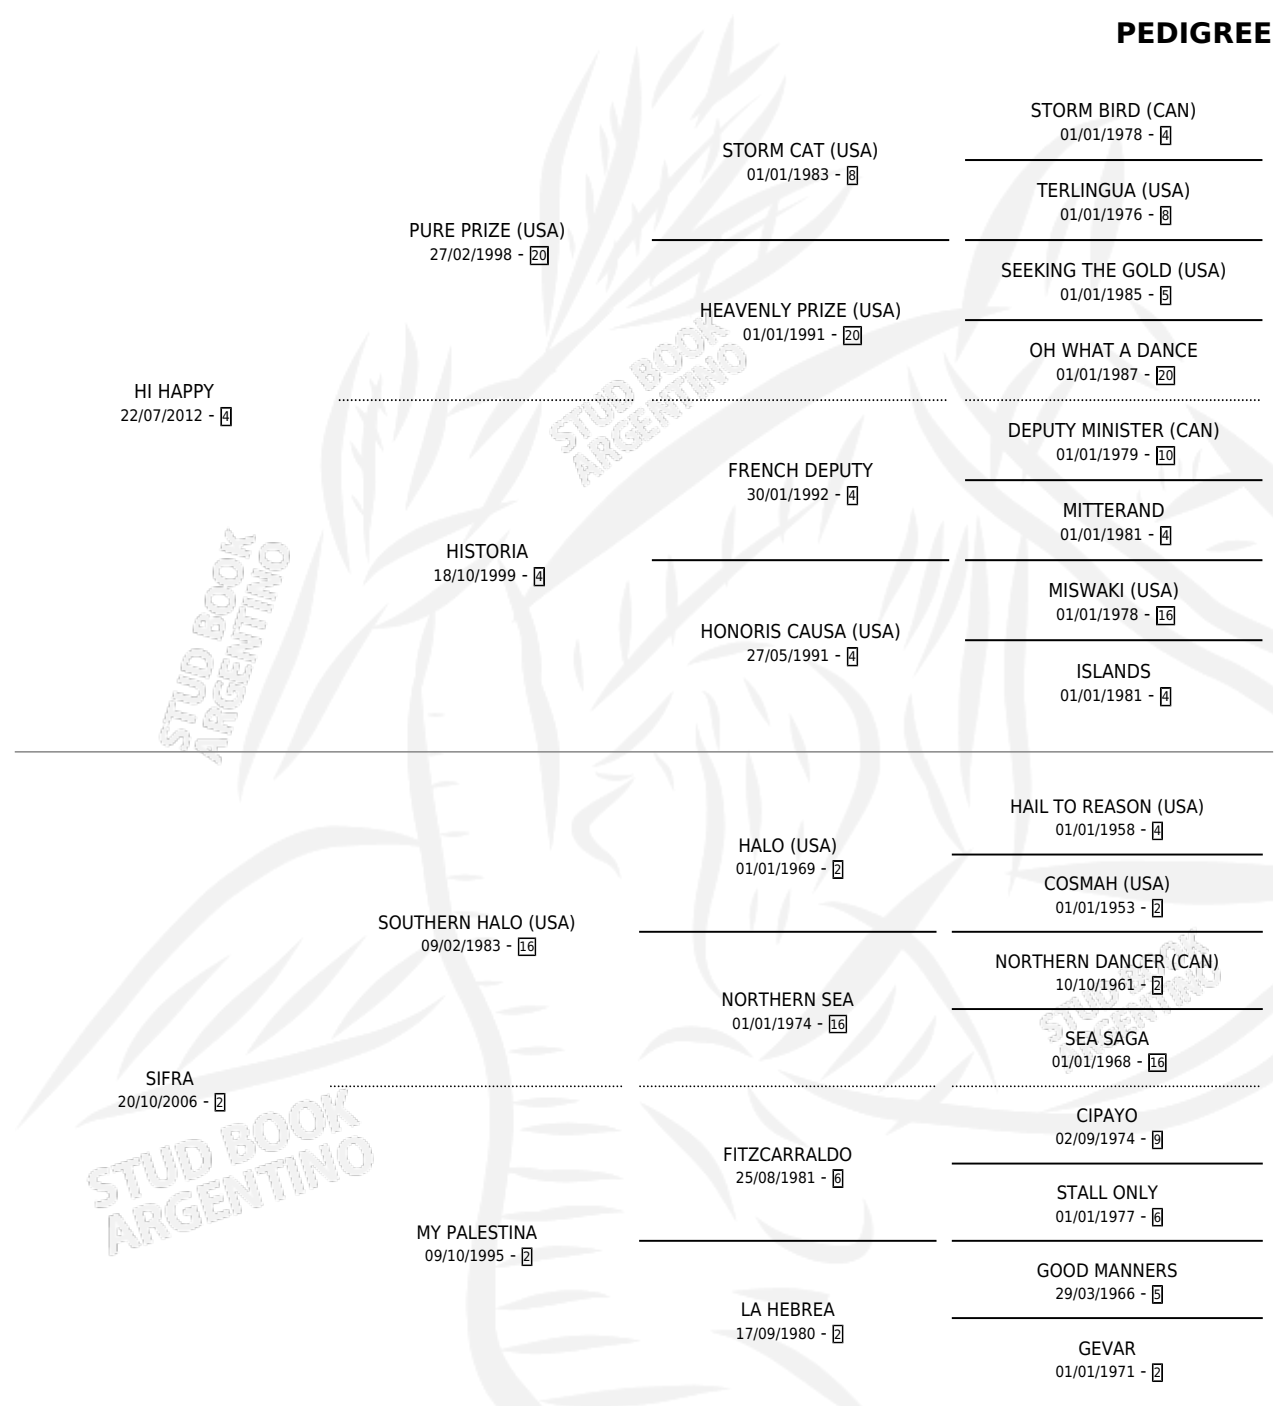 PEDIGREE
STORM BIRD (CAN)
01/01/1978 - 4
STORM CAT (USA)
01/01/1983 - 8
TERLINGUA (USA)
01/01/1976 - 8
PURE PRIZE (USA)
27/02/1998 - 20
SEEKING THE GOLD (USA)
01/01/1985 - 5
HEAVENLY PRIZE (USA)
01/01/1991 - 20
OH WHAT A DANCE
01/01/1987 - 20
HI HAPPY
22/07/2012 - 4
DEPUTY MINISTER (CAN)
01/01/1979 - 10
FRENCH DEPUTY
30/01/1992 - 4
MITTERAND
01/01/1981 - 4
HISTORIA
18/10/1999 - 4
MISWAKI (USA)
01/01/1978 - 16
HONORIS CAUSA (USA)
27/05/1991 - 4
ISLANDS
01/01/1981 - 4
HAIL TO REASON (USA)
01/01/1958 - 4
HALO (USA)
01/01/1969 - 2
COSMAH (USA)
01/01/1953 - 2
SOUTHERN HALO (USA)
09/02/1983 - 16
NORTHERN DANCER (CAN)
10/10/1961 - 2
NORTHERN SEA
01/01/1974 - 16
SEA SAGA
01/01/1968 - 16
SIFRA
20/10/2006 - 2
CIPAYO
02/09/1974 - 9
FITZCARRALDO
25/08/1981 - 6
STALL ONLY
01/01/1977 - 6
MY PALESTINA
09/10/1995 - 2
GOOD MANNERS
29/03/1966 - 5
LA HEBREA
17/09/1980 - 2
GEVAR
01/01/1971 - 2
STUD BOOK
ARGENTINO
STUD BOOK
ARGENTINO
STUD BOOK
ARGENTINO
STUD BOOK
ARGENTINO